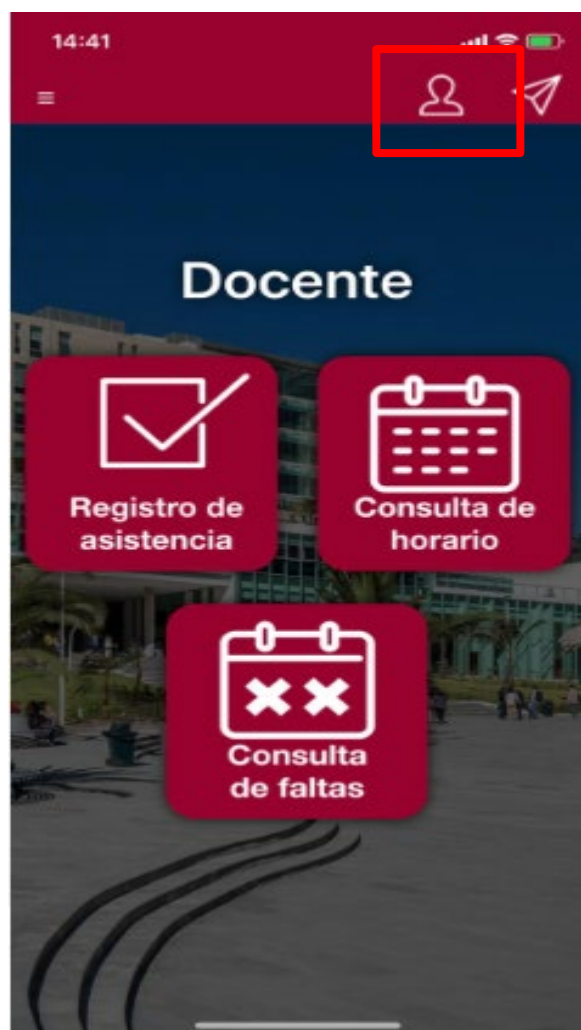 14:41
Docente
Registro de
asistencia
Consulta de
horario
Consulta
de faltas